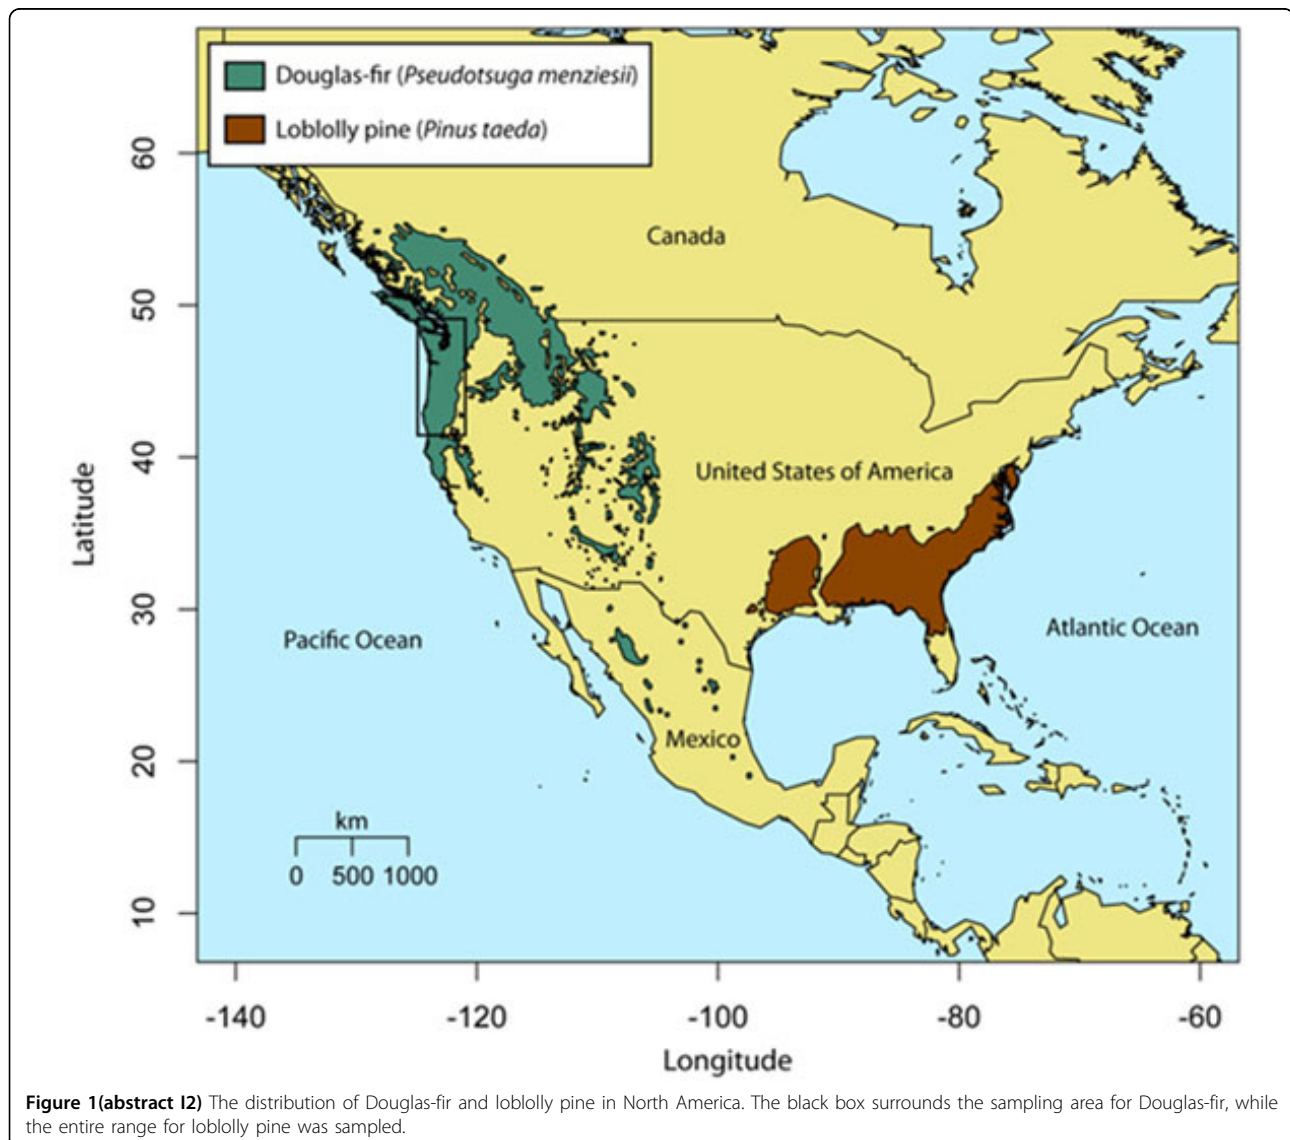 Douglas-fir (Pseudotsuga menziesii)
Loblolly pine (Pinus taeda)
Canada
United States of America
Pacific Ocean
Atlantic Ocean
Mexico
km
0 500 1000
Latitude
60
50
40
30
20
10
-140 -120 -100 -80 -60
Longitude
Figure 1(abstract I2) The distribution of Douglas-fir and loblolly pine in North America. The black box surrounds the sampling area for Douglas-fir, while
the entire range for loblolly pine was sampled.